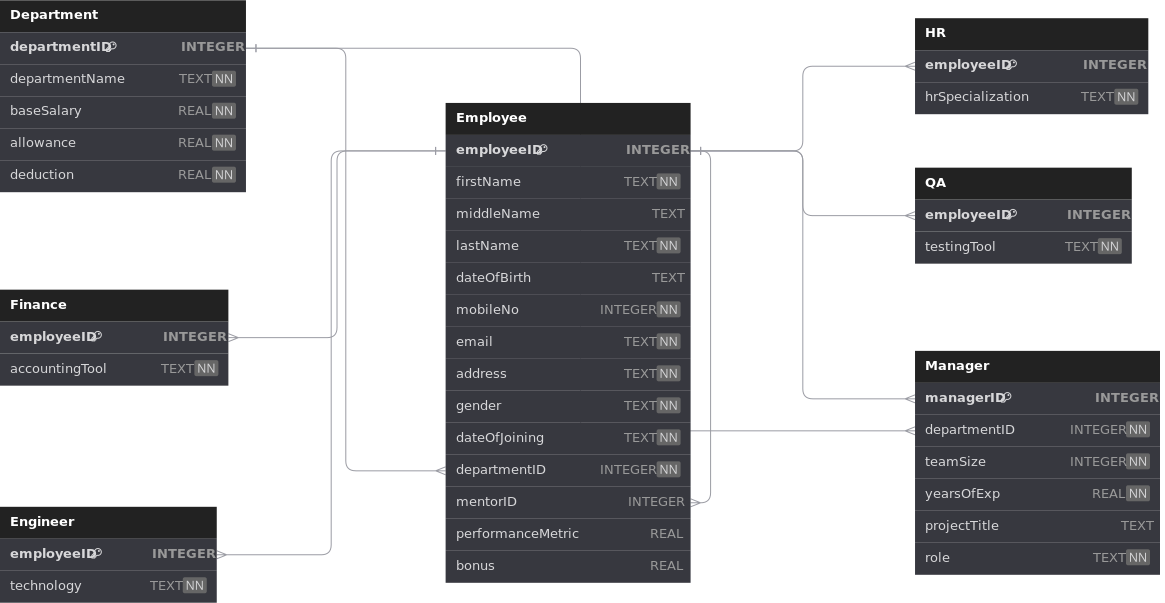 Department
departmentID INTEGER
departmentName TEXT NN
baseSalary REAL NN
allowance REAL NN
deduction REAL NN
Finance
employeeID INTEGER
accountingTool TEXT NN
Engineer
employeeID INTEGER
technology TEXT NN
Employee
employeeID INTEGER
firstName TEXT NN
middleName TEXT
lastName TEXT NN
dateOfBirth TEXT
mobileNo INTEGER NN
email TEXT NN
address TEXT NN
gender TEXT NN
dateOfJoining TEXT NN
departmentID INTEGER NN
mentorID INTEGER
performanceMetric REAL
bonus REAL
HR
employeeID INTEGER
hrSpecialization TEXT NN
QA
employeeID INTEGER
testingTool TEXT NN
Manager
managerID INTEGER
departmentID INTEGER NN
teamSize INTEGER NN
yearsOfExp REAL NN
projectTitle TEXT
role TEXT NN